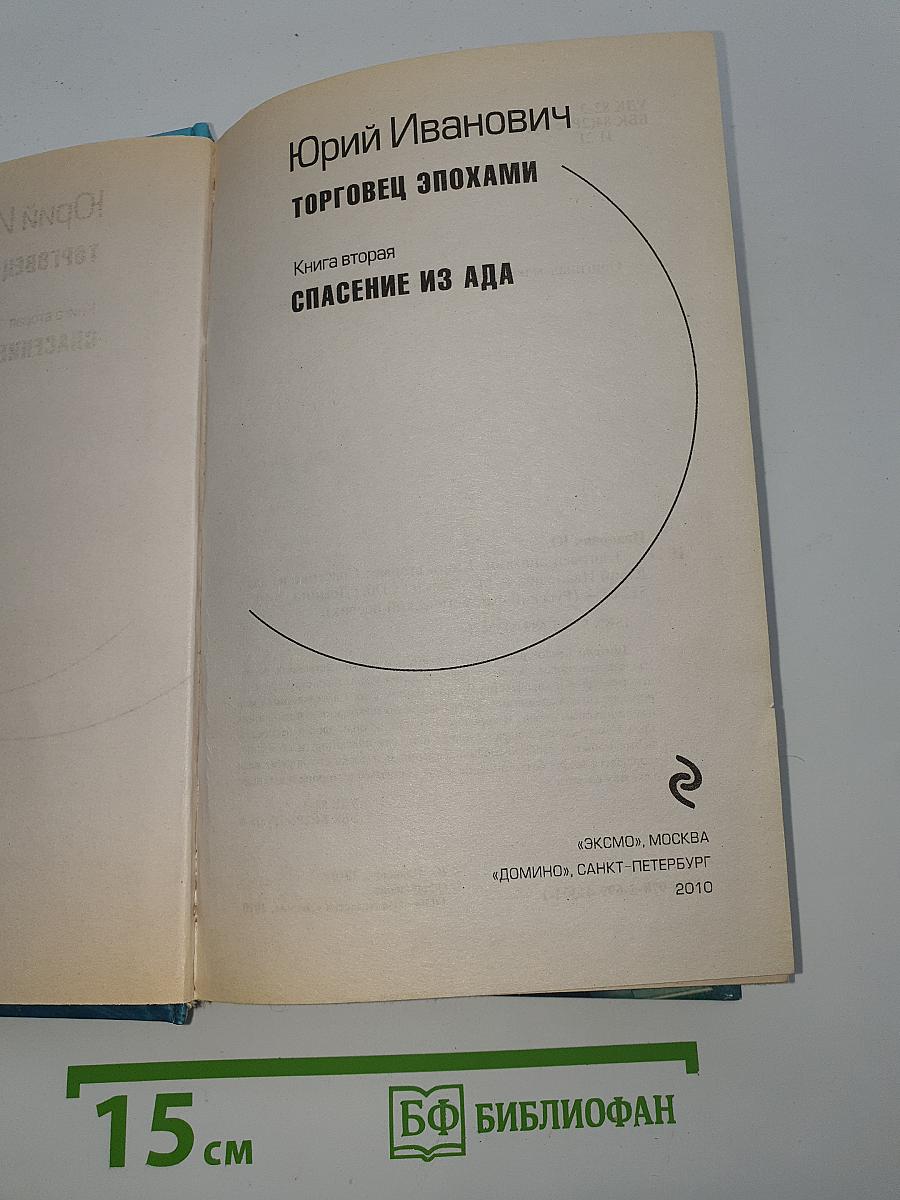 Юрий Иванович
ТОРГОВЕЦ ЭПОХАМИ
Книга вторая
СПАСЕНИЕ ИЗ АДА
«ЭКСМО», МОСКВА
«ДОМИНО», САНКТ-ПЕТЕРБУРГ
2010
15 см
БФ БИБЛИОФАН